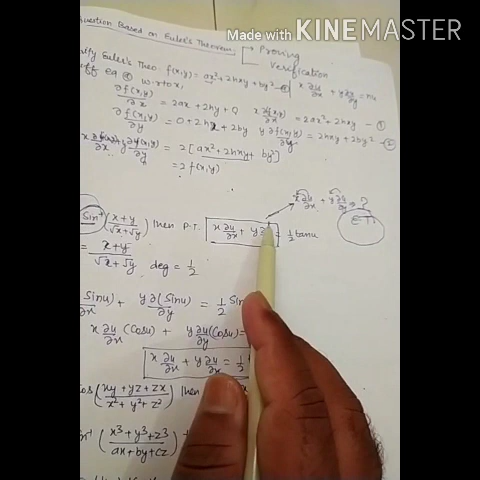 Made with KINEMASTER
Question Based on Euler's Theorem
→ Proving
→ Verification
Euler's Theo f(x,y) = ax² + 2hxy + by²
x ∂u/∂x + y ∂u/∂y = nu
w.r to x,
∂f(x,y)/∂x = 2ax + 2hy + 0 x ∂f(x,y)/∂x = 2ax² + 2hxy - ①
∂f(x,y)/∂y = 0 + 2hx + 2by y ∂f(x,y)/∂y = 2hxy + 2by² - ②
x ∂f(x,y)/∂x + y ∂f(x,y)/∂y = 2[ax² + 2hxy + by²]
= 2 f(x,y)
x ∂u/∂x + y ∂u/∂y = ?
E.T.
Sin⁻¹ (x+y/√x+√y) then P.T. x ∂u/∂x + y = ½ tanu
= x+y/√x+√y deg = ½
Sinu) + y ∂(Sinu)/∂y = ½ Sin
x ∂u/∂x (Cosu) + y ∂u/∂y (Cosu) =
x ∂u/∂x + y ∂u/∂x = ½
cos (xy+yz+zx/x²+y²+z²) then
(x³+y³+z³/ax+by+cz) +